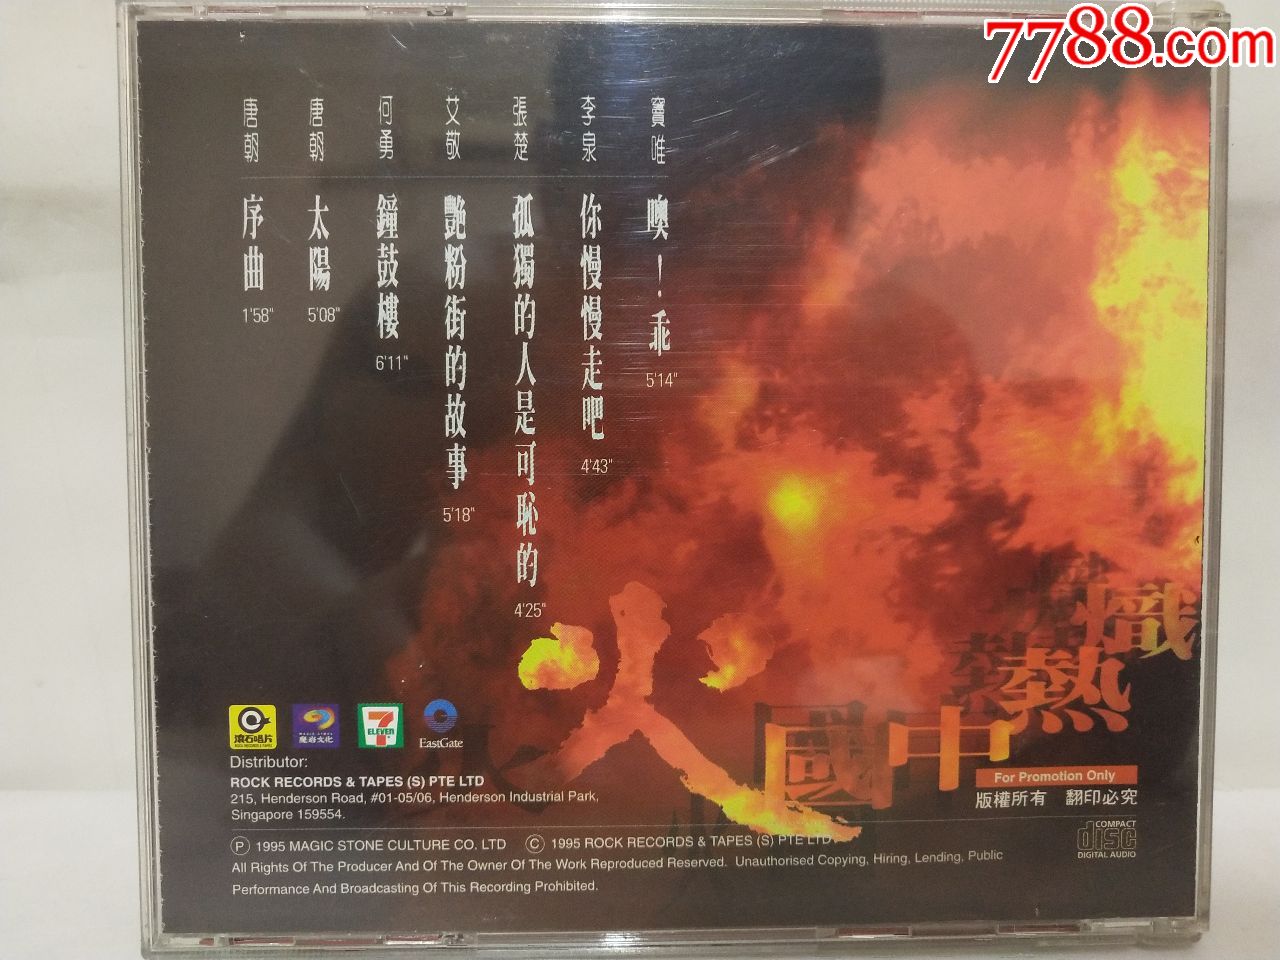 7788.com
竇唯
噢！乖
5'14"
李泉
你慢慢走吧
4'43"
張楚
孤獨的人是可恥的
4'25"
艾敬
艷粉街的故事
5'18"
何勇
鐘鼓樓
6'11"
唐朝
太陽
5'08"
唐朝
序曲
1'58"
熾
熱
中國
火
For Promotion Only
版權所有 翻印必究
滾石唱片
ROCK RECORDS & TAPES
MAGIC STONE
魔岩文化
7
ELEVEN
EastGate
Distributor:
ROCK RECORDS & TAPES (S) PTE LTD
215, Henderson Road, #01-05/06, Henderson Industrial Park,
Singapore 159554.
Ⓟ 1995 MAGIC STONE CULTURE CO. LTD Ⓒ 1995 ROCK RECORDS & TAPES (S) PTE LTD
All Rights Of The Producer And Of The Owner Of The Work Reproduced Reserved. Unauthorised Copying, Hiring, Lending, Public
Performance And Broadcasting Of This Recording Prohibited.
COMPACT
disc
DIGITAL AUDIO